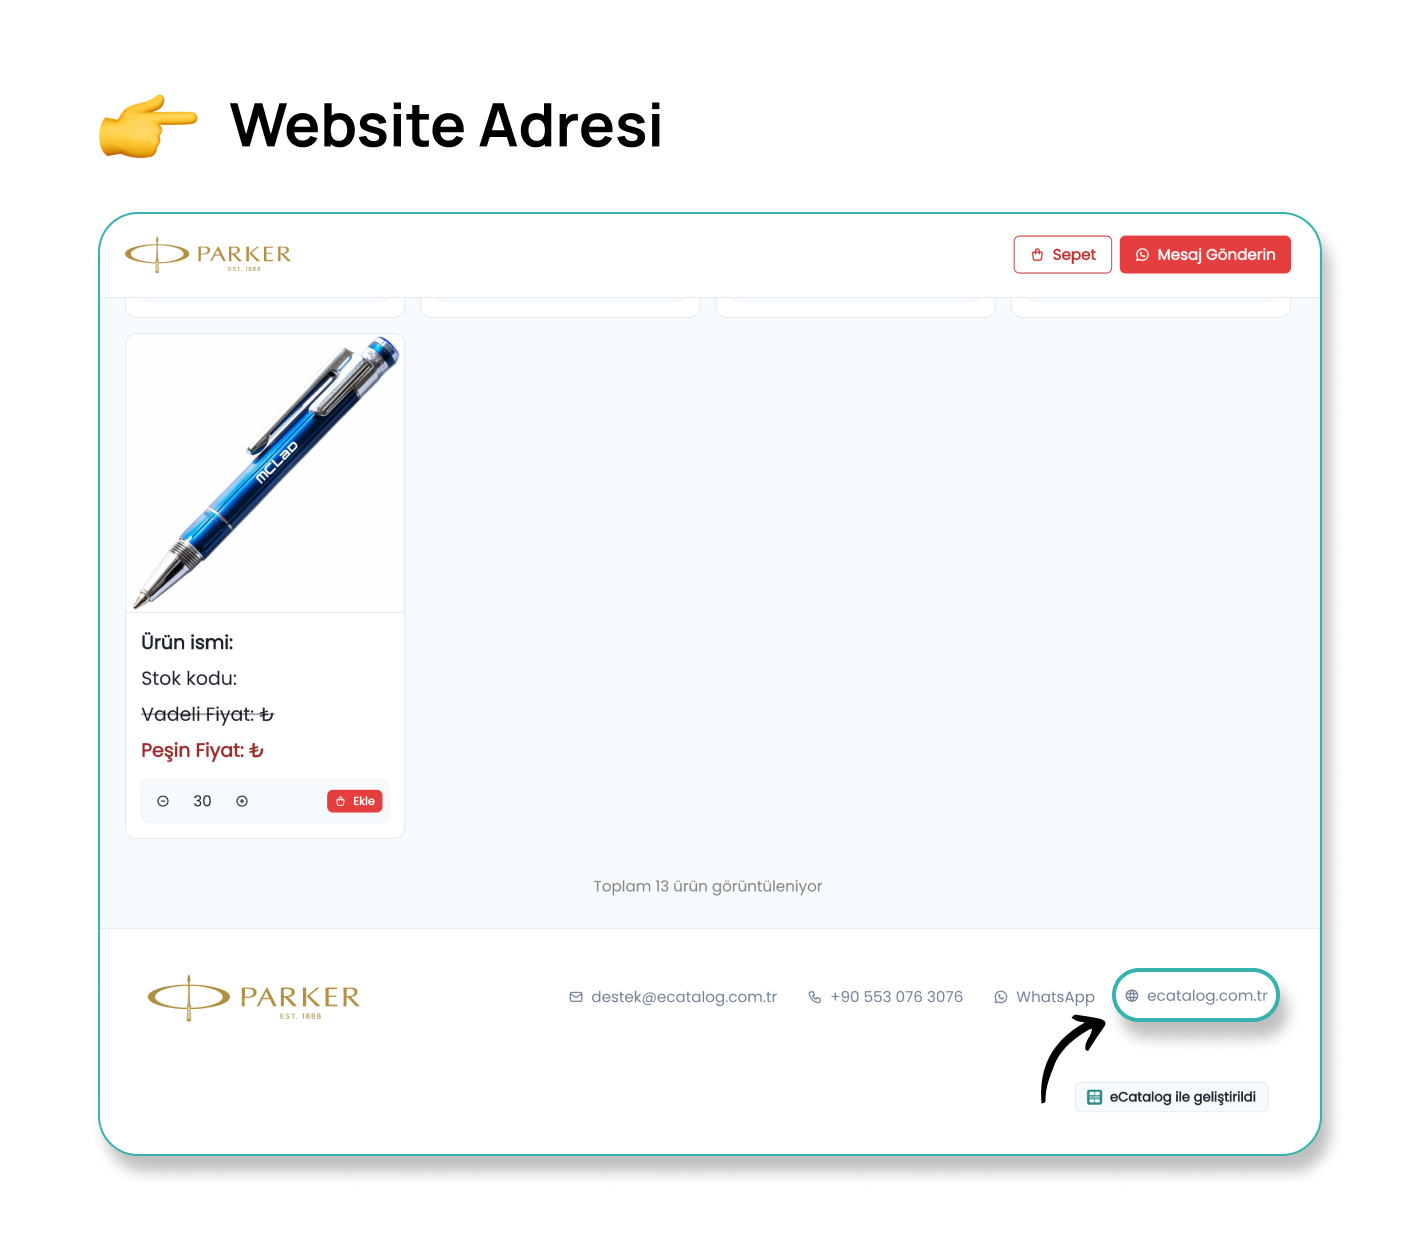 Website Adresi
PARKER
EST. 1888
Sepet
Mesaj Gönderin
mCLaD
Ürün ismi:
Stok kodu:
Vadeli Fiyat: ₺
Peşin Fiyat: ₺
30
Ekle
Toplam 13 ürün görüntüleniyor
PARKER
EST. 1888
destek@ecatalog.com.tr
+90 553 076 3076
WhatsApp
ecatalog.com.tr
eCatalog ile geliştirildi